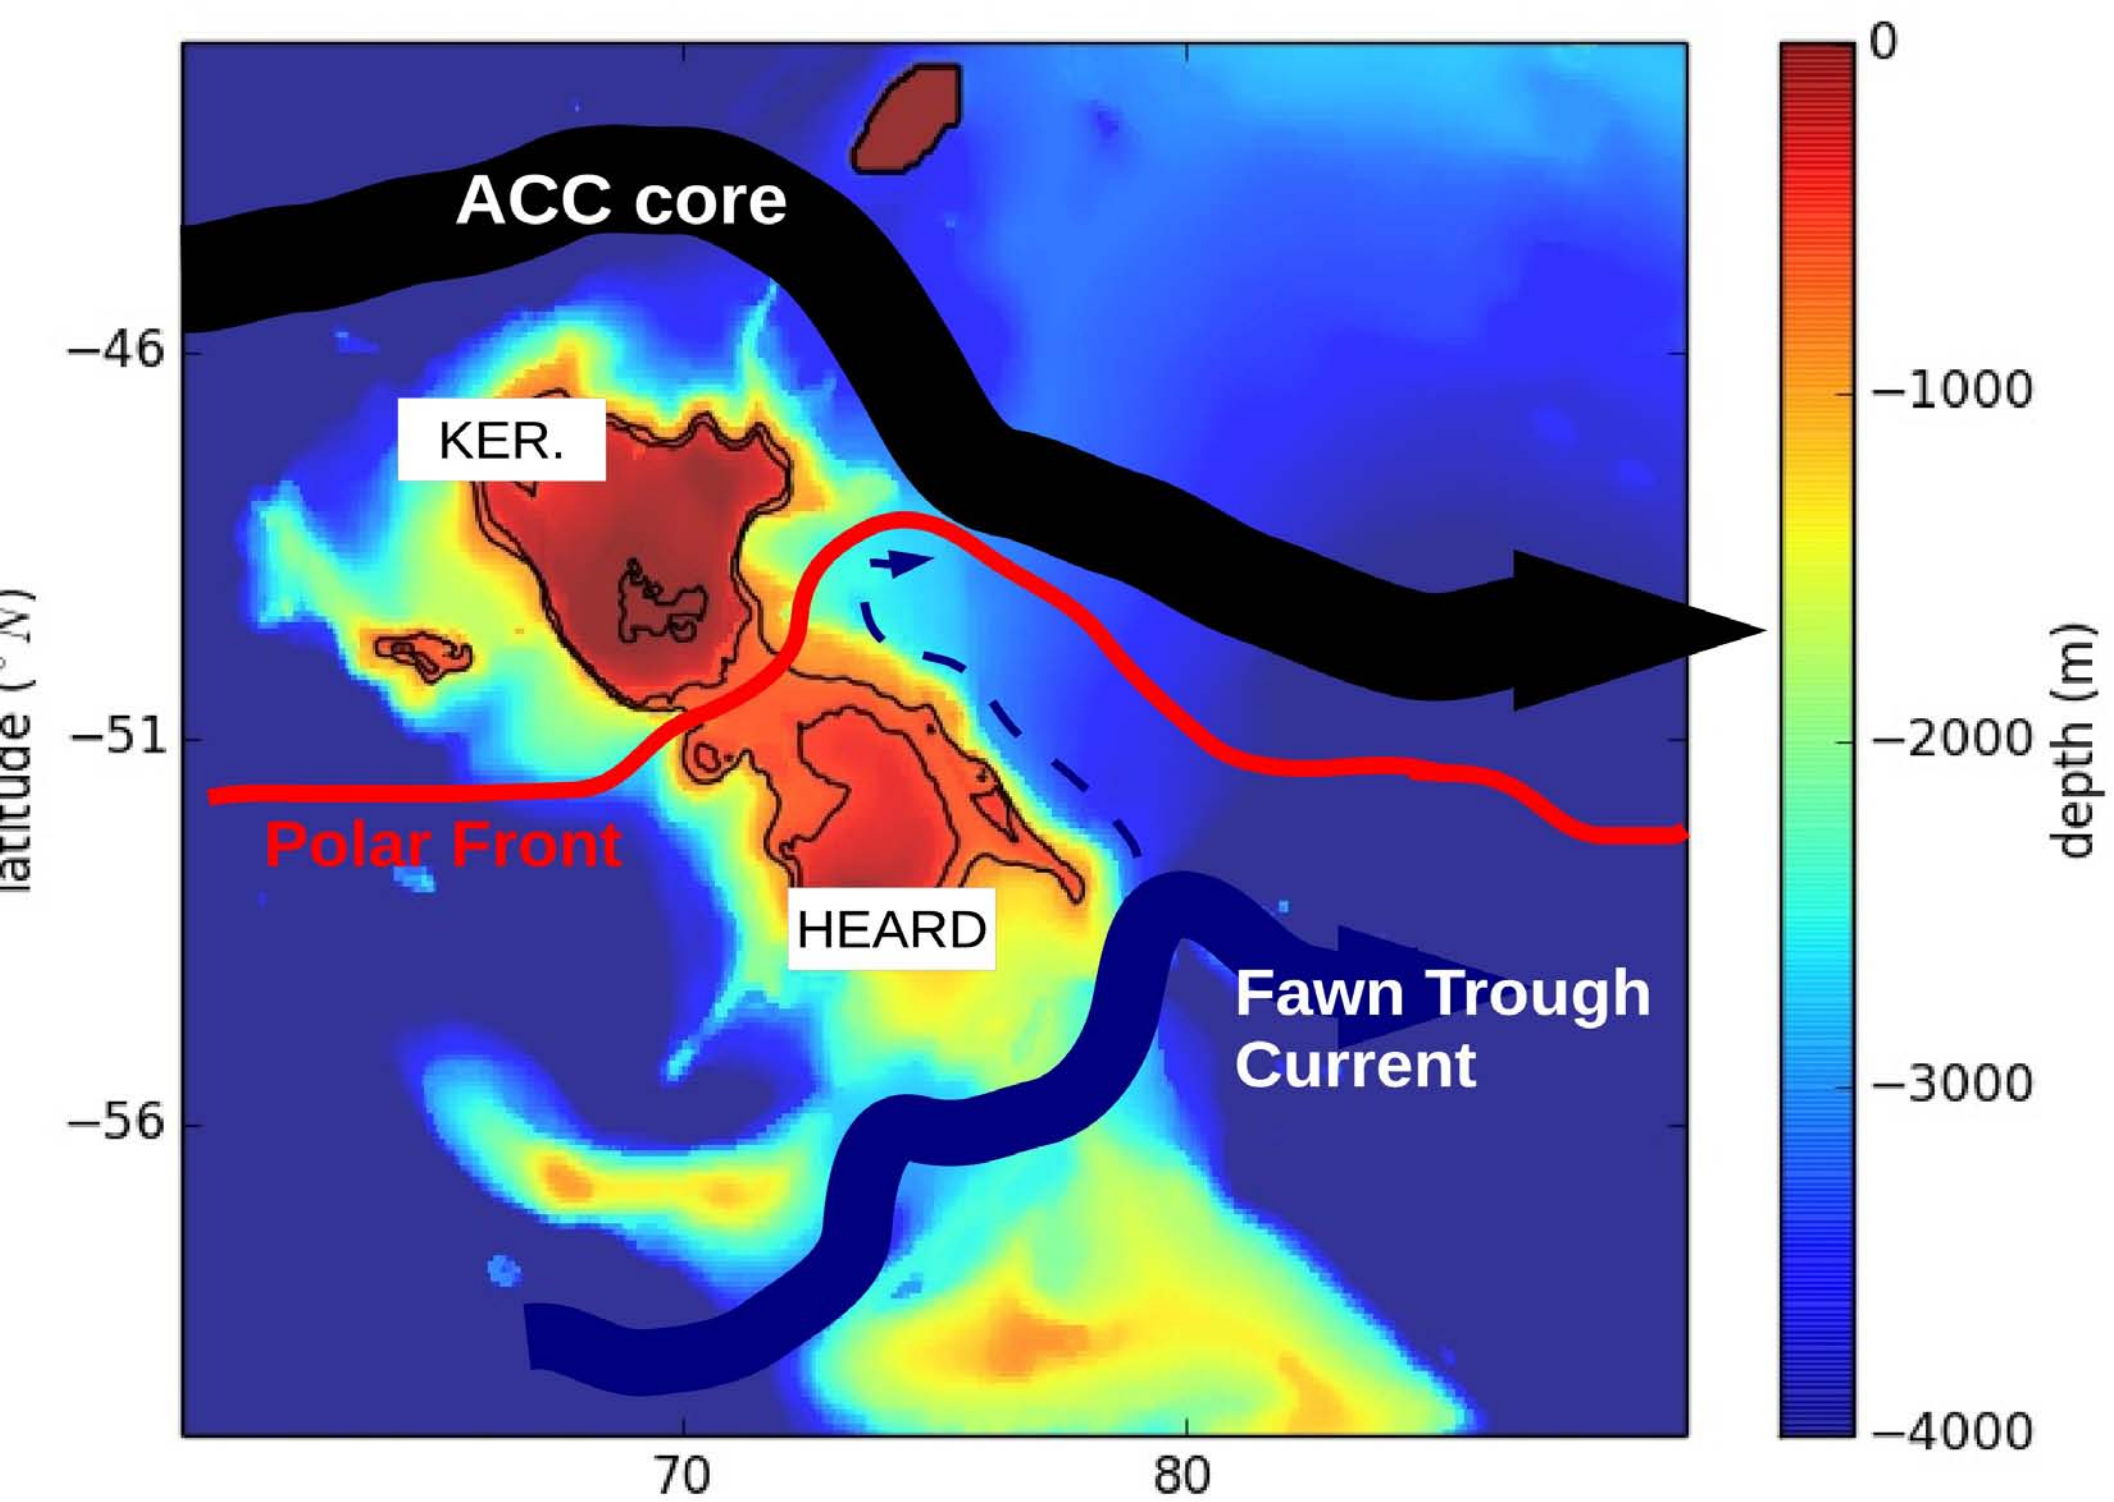 0
ACC core
−46
−1000
KER.
latitude (° N)
−51
−2000
depth (m)
Polar Front
HEARD
Fawn Trough
Current
−3000
−56
−4000
70
80